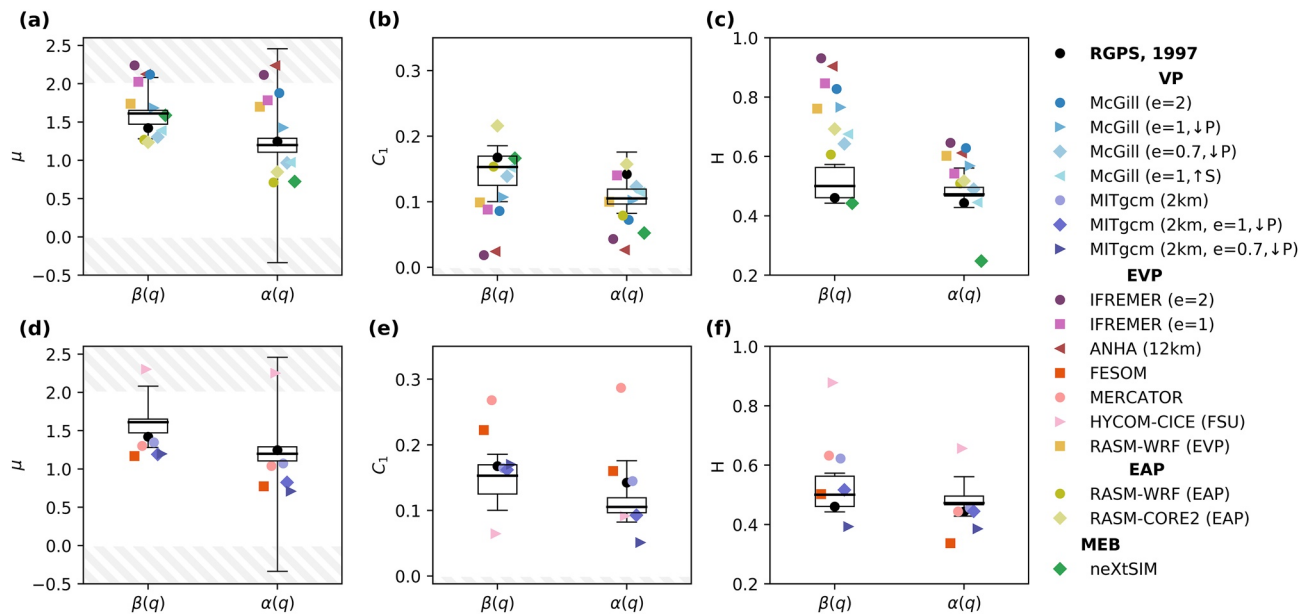 (a)
2.5
2.0
1.5
1.0
0.5
0.0
−0.5
μ
β(q)
α(q)
(b)
0.3
0.2
0.1
0.0
C₁
β(q)
α(q)
(c)
1.0
0.8
0.6
0.4
0.2
H
β(q)
α(q)
(d)
2.5
2.0
1.5
1.0
0.5
0.0
−0.5
μ
β(q)
α(q)
(e)
0.3
0.2
0.1
0.0
C₁
β(q)
α(q)
(f)
1.0
0.8
0.6
0.4
0.2
H
β(q)
α(q)
RGPS, 1997
VP
McGill (e=2)
McGill (e=1,↓P)
McGill (e=0.7,↓P)
McGill (e=1,↑S)
MITgcm (2km)
MITgcm (2km, e=1,↓P)
MITgcm (2km, e=0.7,↓P)
EVP
IFREMER (e=2)
IFREMER (e=1)
ANHA (12km)
FESOM
MERCATOR
HYCOM-CICE (FSU)
RASM-WRF (EVP)
EAP
RASM-WRF (EAP)
RASM-CORE2 (EAP)
MEB
neXtSIM